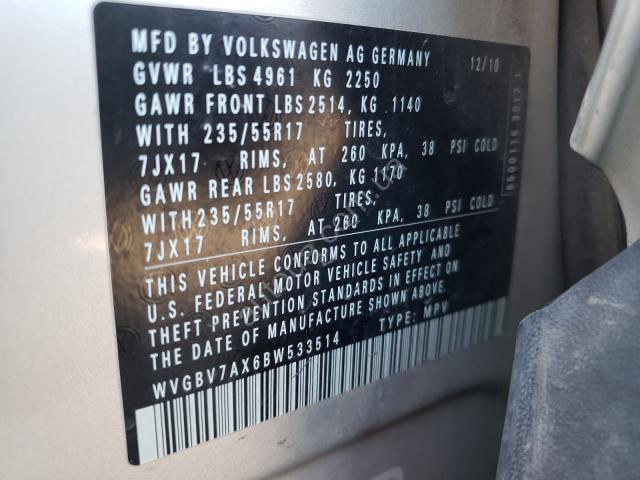 MFD BY VOLKSWAGEN AG GERMANY 12/10
GVWR LBS 4961 KG 2250
GAWR FRONT LBS 2514, KG 1140
WITH 235/55R17 TIRES,
7JX17 RIMS, AT 260 KPA, 38 PSI COLD
GAWR REAR LBS 2580, KG 1170
WITH 235/55R17 TIRES,
7JX17 RIMS, AT 260 KPA, 38 PSI COLD
THIS VEHICLE CONFORMS TO ALL APPLICABLE
U.S. FEDERAL MOTOR VEHICLE SAFETY AND
THEFT PREVENTION STANDARDS IN EFFECT ON
THE DATE OF MANUFACTURE SHOWN ABOVE.
TYPE: MPV
WVGBV7AX6BW533514